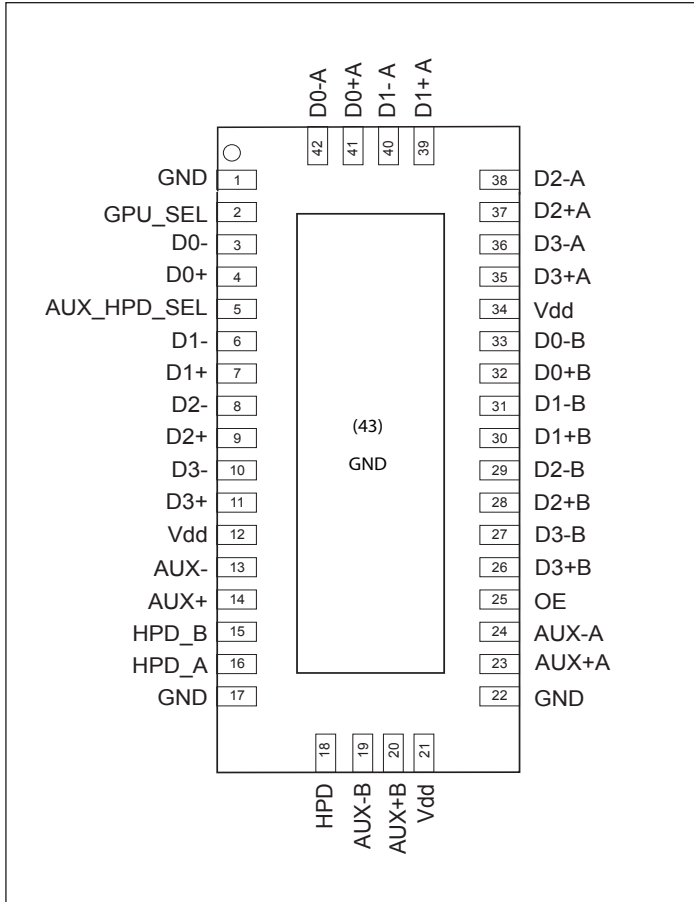 D0-A
D0+A
D1- A
D1+ A
42
41
40
39
GND 1
GPU_SEL 2
D0- 3
D0+ 4
AUX_HPD_SEL 5
D1- 6
D1+ 7
D2- 8
D2+ 9
D3- 10
D3+ 11
Vdd 12
AUX- 13
AUX+ 14
HPD_B 15
HPD_A 16
GND 17
(43)
GND
38 D2-A
37 D2+A
36 D3-A
35 D3+A
34 Vdd
33 D0-B
32 D0+B
31 D1-B
30 D1+B
29 D2-B
28 D2+B
27 D3-B
26 D3+B
25 OE
24 AUX-A
23 AUX+A
22 GND
18
19
20
21
HPD
AUX-B
AUX+B
Vdd